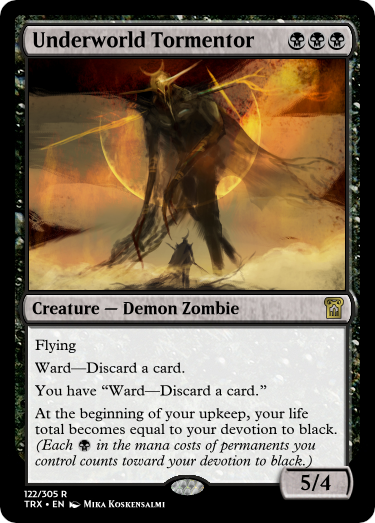 Underworld Tormentor
Creature — Demon Zombie
Flying
Ward—Discard a card.
You have “Ward—Discard a card.”
At the beginning of your upkeep, your life
total becomes equal to your devotion to black.
(Each in the mana costs of permanents you
control counts toward your devotion to black.)
5/4
122/305 R
TRX • EN Mika Koskensalmi